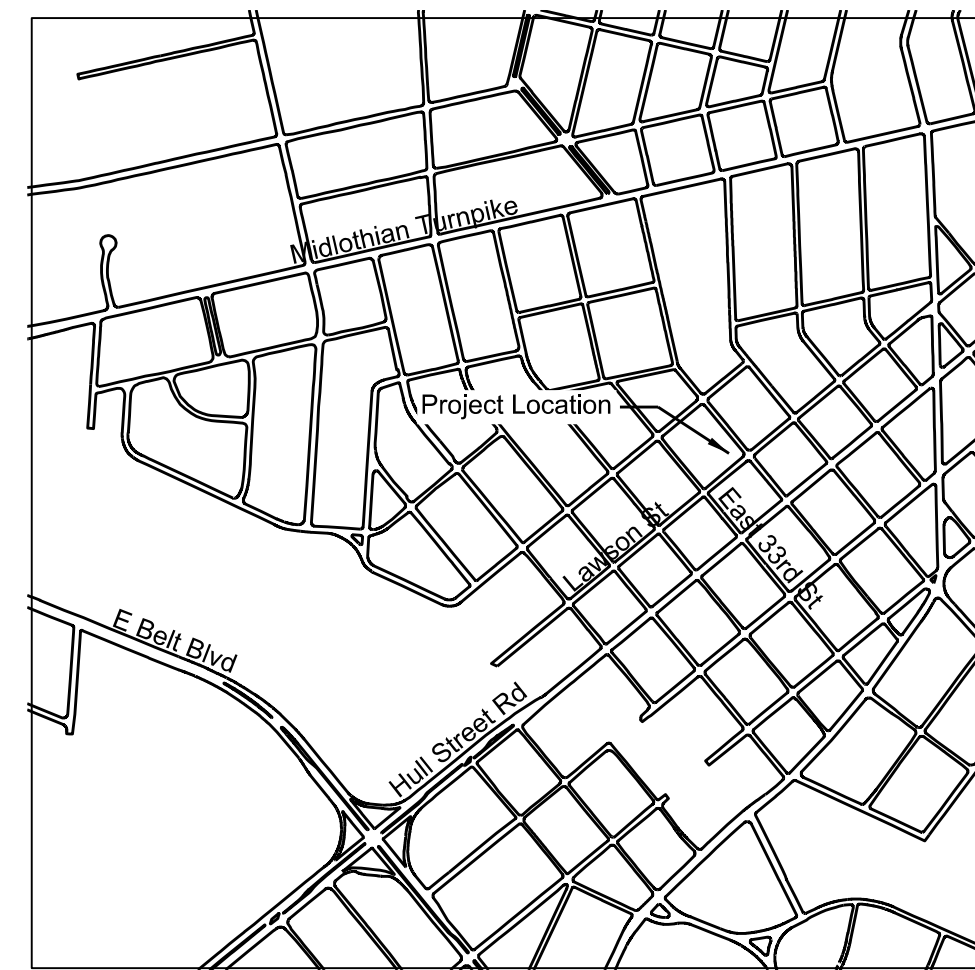 Midlothian Turnpike
Project Location
Lawson St
East 33rd St
E Belt Blvd
Hull Street Rd